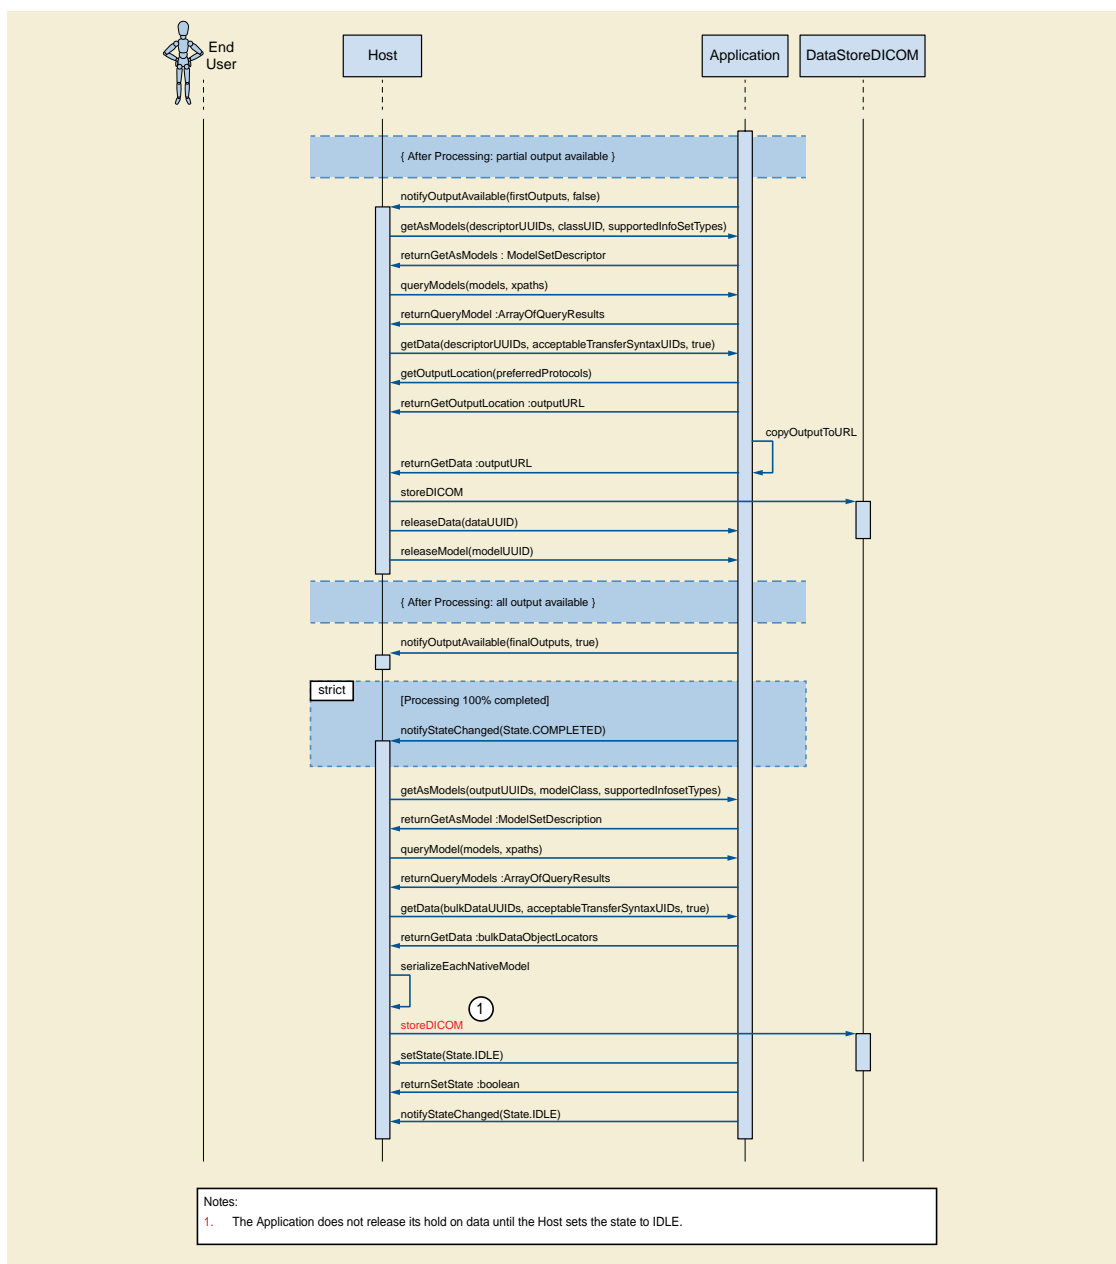 End
User
Host
Application
DataStoreDICOM
{ After Processing: partial output available }
notifyOutputAvailable(firstOutputs, false)
getAsModels(descriptorUUIDs, classUID, supportedInfoSetTypes)
returnGetAsModels : ModelSetDescriptor
queryModels(models, xpaths)
returnQueryModel :ArrayOfQueryResults
getData(descriptorUUIDs, acceptableTransferSyntaxUIDs, true)
getOutputLocation(preferredProtocols)
returnGetOutputLocation :outputURL
copyOutputToURL
returnGetData :outputURL
storeDICOM
releaseData(dataUUID)
releaseModel(modelUUID)
{ After Processing: all output available }
notifyOutputAvailable(finalOutputs, true)
strict
[Processing 100% completed]
notifyStateChanged(State.COMPLETED)
getAsModels(outputUUIDs, modelClass, supportedInfosetTypes)
returnGetAsModel :ModelSetDescription
queryModel(models, xpaths)
returnQueryModels :ArrayOfQueryResults
getData(bulkDataUUIDs, acceptableTransferSyntaxUIDs, true)
returnGetData :bulkDataObjectLocators
serializeEachNativeModel
1
storeDICOM
setState(State.IDLE)
returnSetState :boolean
notifyStateChanged(State.IDLE)
Notes:
1. The Application does not release its hold on data until the Host sets the state to IDLE.